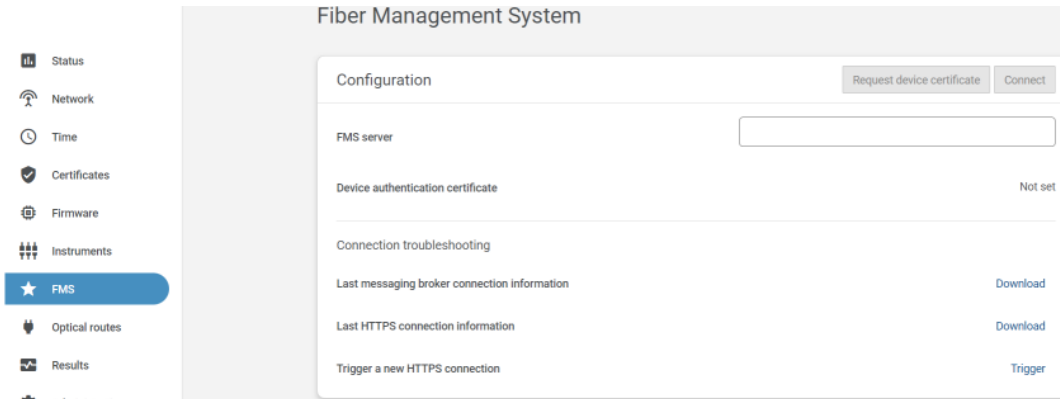 Fiber Management System
Status
Network
Time
Certificates
Firmware
Instruments
FMS
Optical routes
Results
Configuration
Request device certificate
Connect
FMS server
Device authentication certificate
Not set
Connection troubleshooting
Last messaging broker connection information
Download
Last HTTPS connection information
Download
Trigger a new HTTPS connection
Trigger